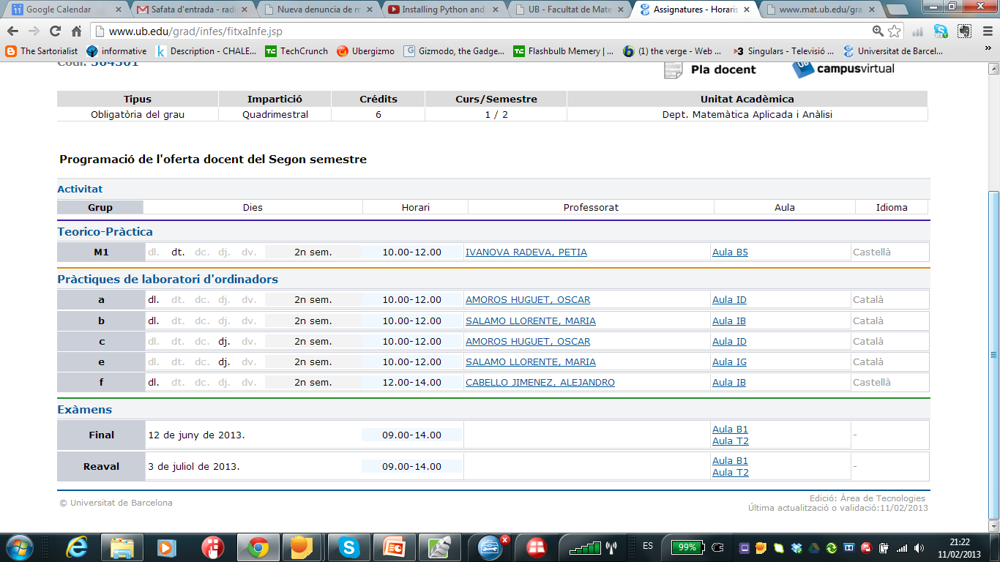 Google Calendar
Safata d'entrada - radi
Nueva denuncia de m
Installing Python and
UB - Facultat de Mate
Assignatures - Horaris
www.mat.ub.edu/gra
www.ub.edu/grad/infes/fitxaInfe.jsp
The Sartorialist
informative
Description - CHALE...
TechCrunch
Ubergizmo
Gizmodo, the Gadge...
Flashbulb Memery | ...
(1) the verge - Web ...
Singulars - Televisió ...
Universitat de Barcel...
»
Codi: 364301
Pla docent
UB campusvirtual
Tipus Impartició Crédits Curs/Semestre Unitat Acadèmica
Obligatòria del grau Quadrimestral 6 1 / 2 Dept. Matemàtica Aplicada i Anàlisi
Programació de l'oferta docent del Segon semestre
Activitat
Grup Dies Horari Professorat Aula Idioma
Teorico-Pràctica
M1 dl. dt. dc. dj. dv. 2n sem. 10.00-12.00 IVANOVA RADEVA, PETIA Aula B5 Castellà
Pràctiques de laboratori d'ordinadors
a dl. dt. dc. dj. dv. 2n sem. 10.00-12.00 AMOROS HUGUET, OSCAR Aula ID Català
b dl. dt. dc. dj. dv. 2n sem. 10.00-12.00 SALAMO LLORENTE, MARIA Aula IB Català
c dl. dt. dc. dj. dv. 2n sem. 10.00-12.00 AMOROS HUGUET, OSCAR Aula ID Català
e dl. dt. dc. dj. dv. 2n sem. 10.00-12.00 SALAMO LLORENTE, MARIA Aula IG Català
f dl. dt. dc. dj. dv. 2n sem. 12.00-14.00 CABELLO JIMENEZ, ALEJANDRO Aula IB Castellà
Exàmens
Final 12 de juny de 2013. 09.00-14.00 Aula B1 -
Aula T2
Reaval 3 de juliol de 2013. 09.00-14.00 Aula B1 -
Aula T2
© Universitat de Barcelona
Edició: Àrea de Tecnologies
Última actualització o validació:11/02/2013
ES
99%
21:22
11/02/2013